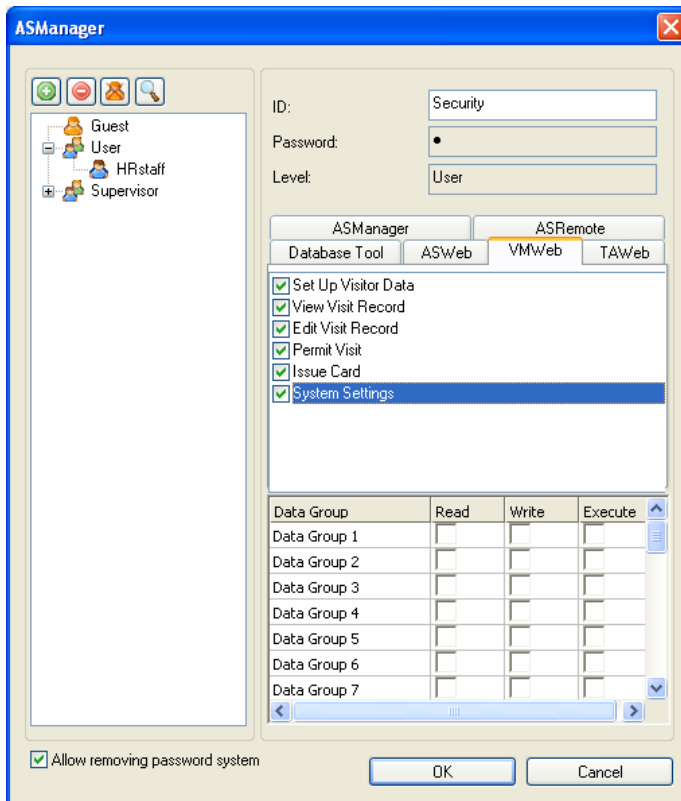 ASManager
Guest
User
HRstaff
Supervisor
ID: Security
Password: •
Level: User
ASManager ASRemote
Database Tool ASWeb VMWeb TAWeb
Set Up Visitor Data
View Visit Record
Edit Visit Record
Permit Visit
Issue Card
System Settings
Data Group Read Write Execute
Data Group 1
Data Group 2
Data Group 3
Data Group 4
Data Group 5
Data Group 6
Data Group 7
Allow removing password system
OK Cancel